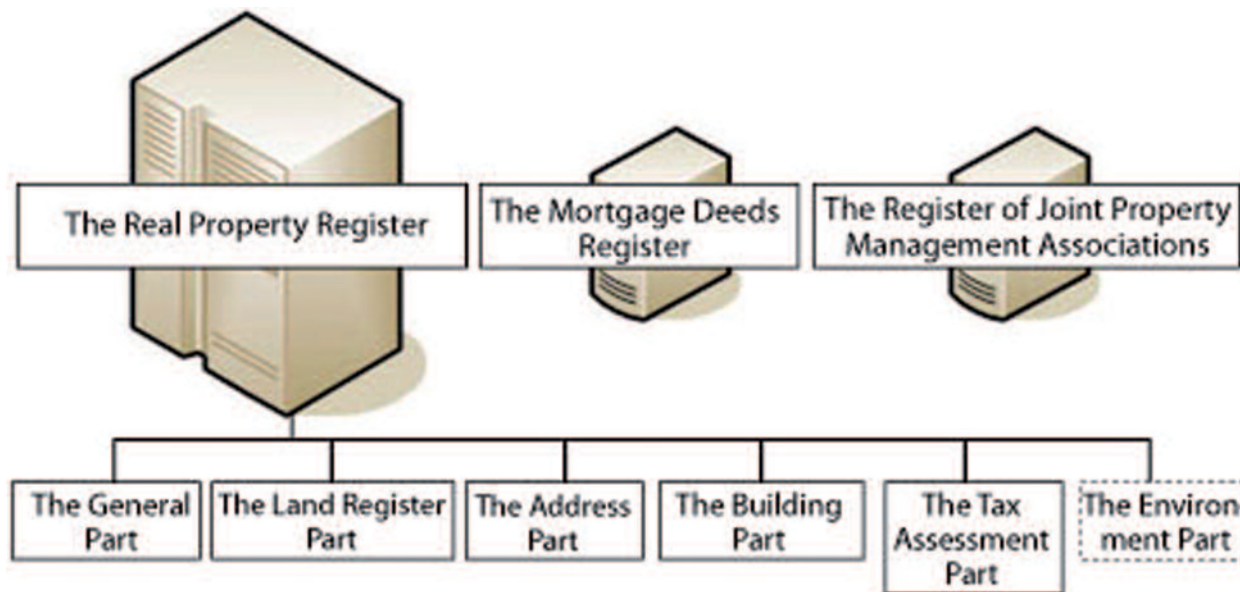 The Real Property Register
The Mortgage Deeds
Register
The Register of Joint Property
Management Associations
The General
Part
The Land Register
Part
The Address
Part
The Building
Part
The Tax
Assessment
Part
The Environ-
ment Part